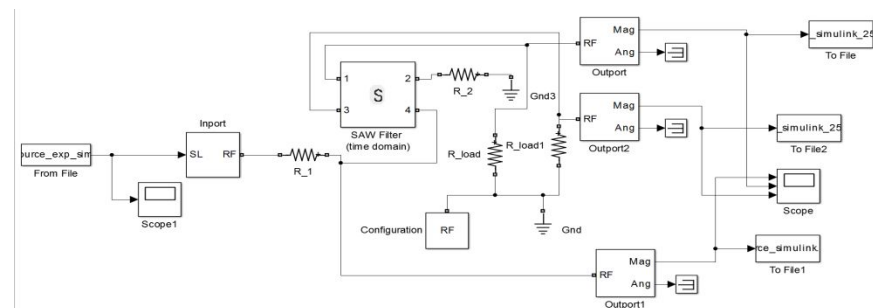 Mag
RF
Ang
Outport
_simulink_25
To File
1
2
3
4
S
SAW Filter
(time domain)
R_2
Gnd3
Mag
RF
Ang
Outport2
_simulink_25
To File2
Inport
SL
RF
R_1
R_load
R_load1
ource_exp_sim
From File
Scope1
Scope
Configuration
RF
Gnd
Mag
RF
Ang
Outport1
rce_simulink.
To File1